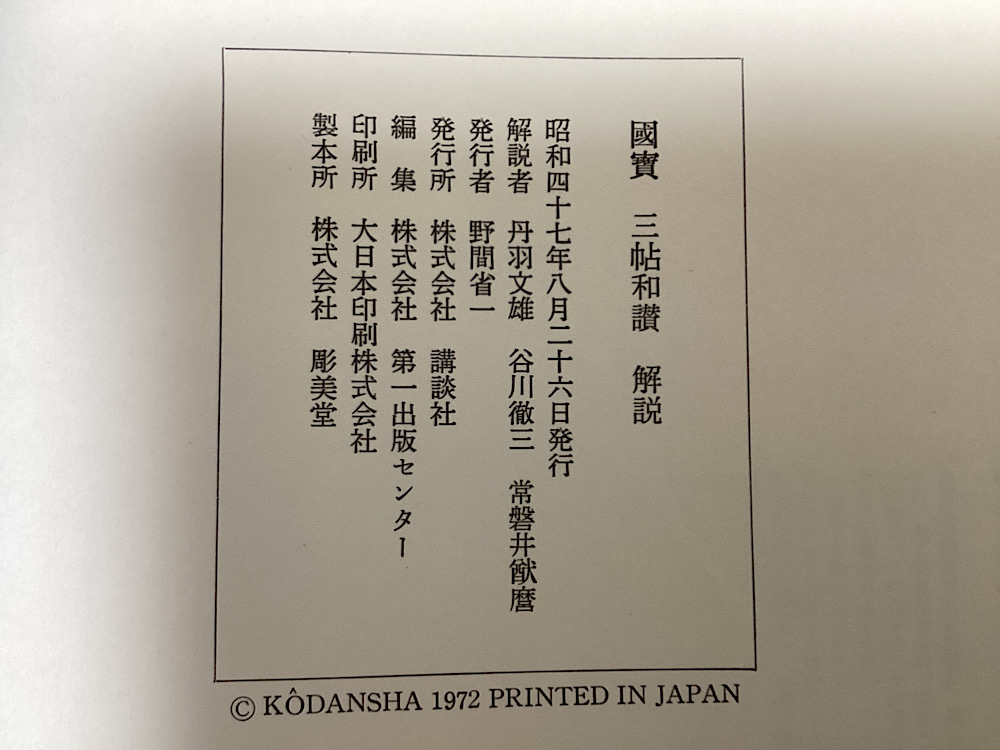 國寶 三帖和讃 解説
昭和四十七年八月二十六日発行
解説者 丹羽文雄 谷川徹三 常磐井猷麿
発行者 野間省一
発行所 株式会社 講談社
編集 株式会社 第一出版センター
印刷所 大日本印刷株式会社
製本所 株式会社 彫美堂
© KÔDANSHA 1972 PRINTED IN JAPAN